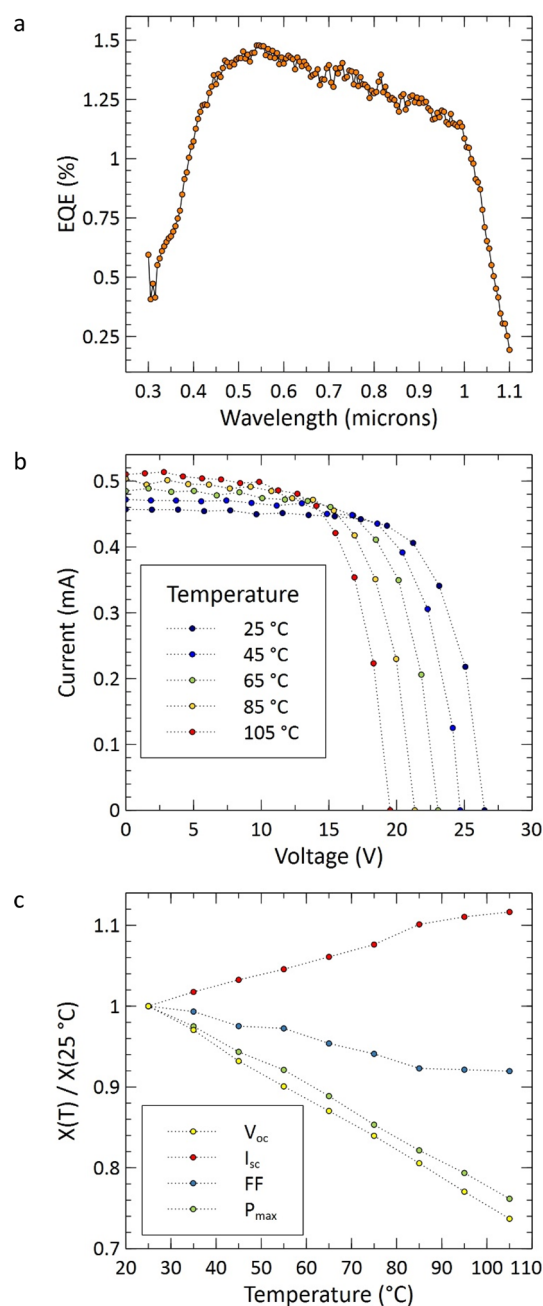 a
1.5
1.25
1
0.75
0.5
0.25
EQE (%)
0.3 0.4 0.5 0.6 0.7 0.8 0.9 1 1.1
Wavelength (microns)
b
0.5
0.4
0.3
0.2
0.1
0
Current (mA)
Temperature
25 °C
45 °C
65 °C
85 °C
105 °C
0 5 10 15 20 25 30
Voltage (V)
c
1.1
1
0.9
0.8
0.7
X(T) / X(25 °C)
Voc
Isc
FF
Pmax
20 30 40 50 60 70 80 90 100 110
Temperature (°C)